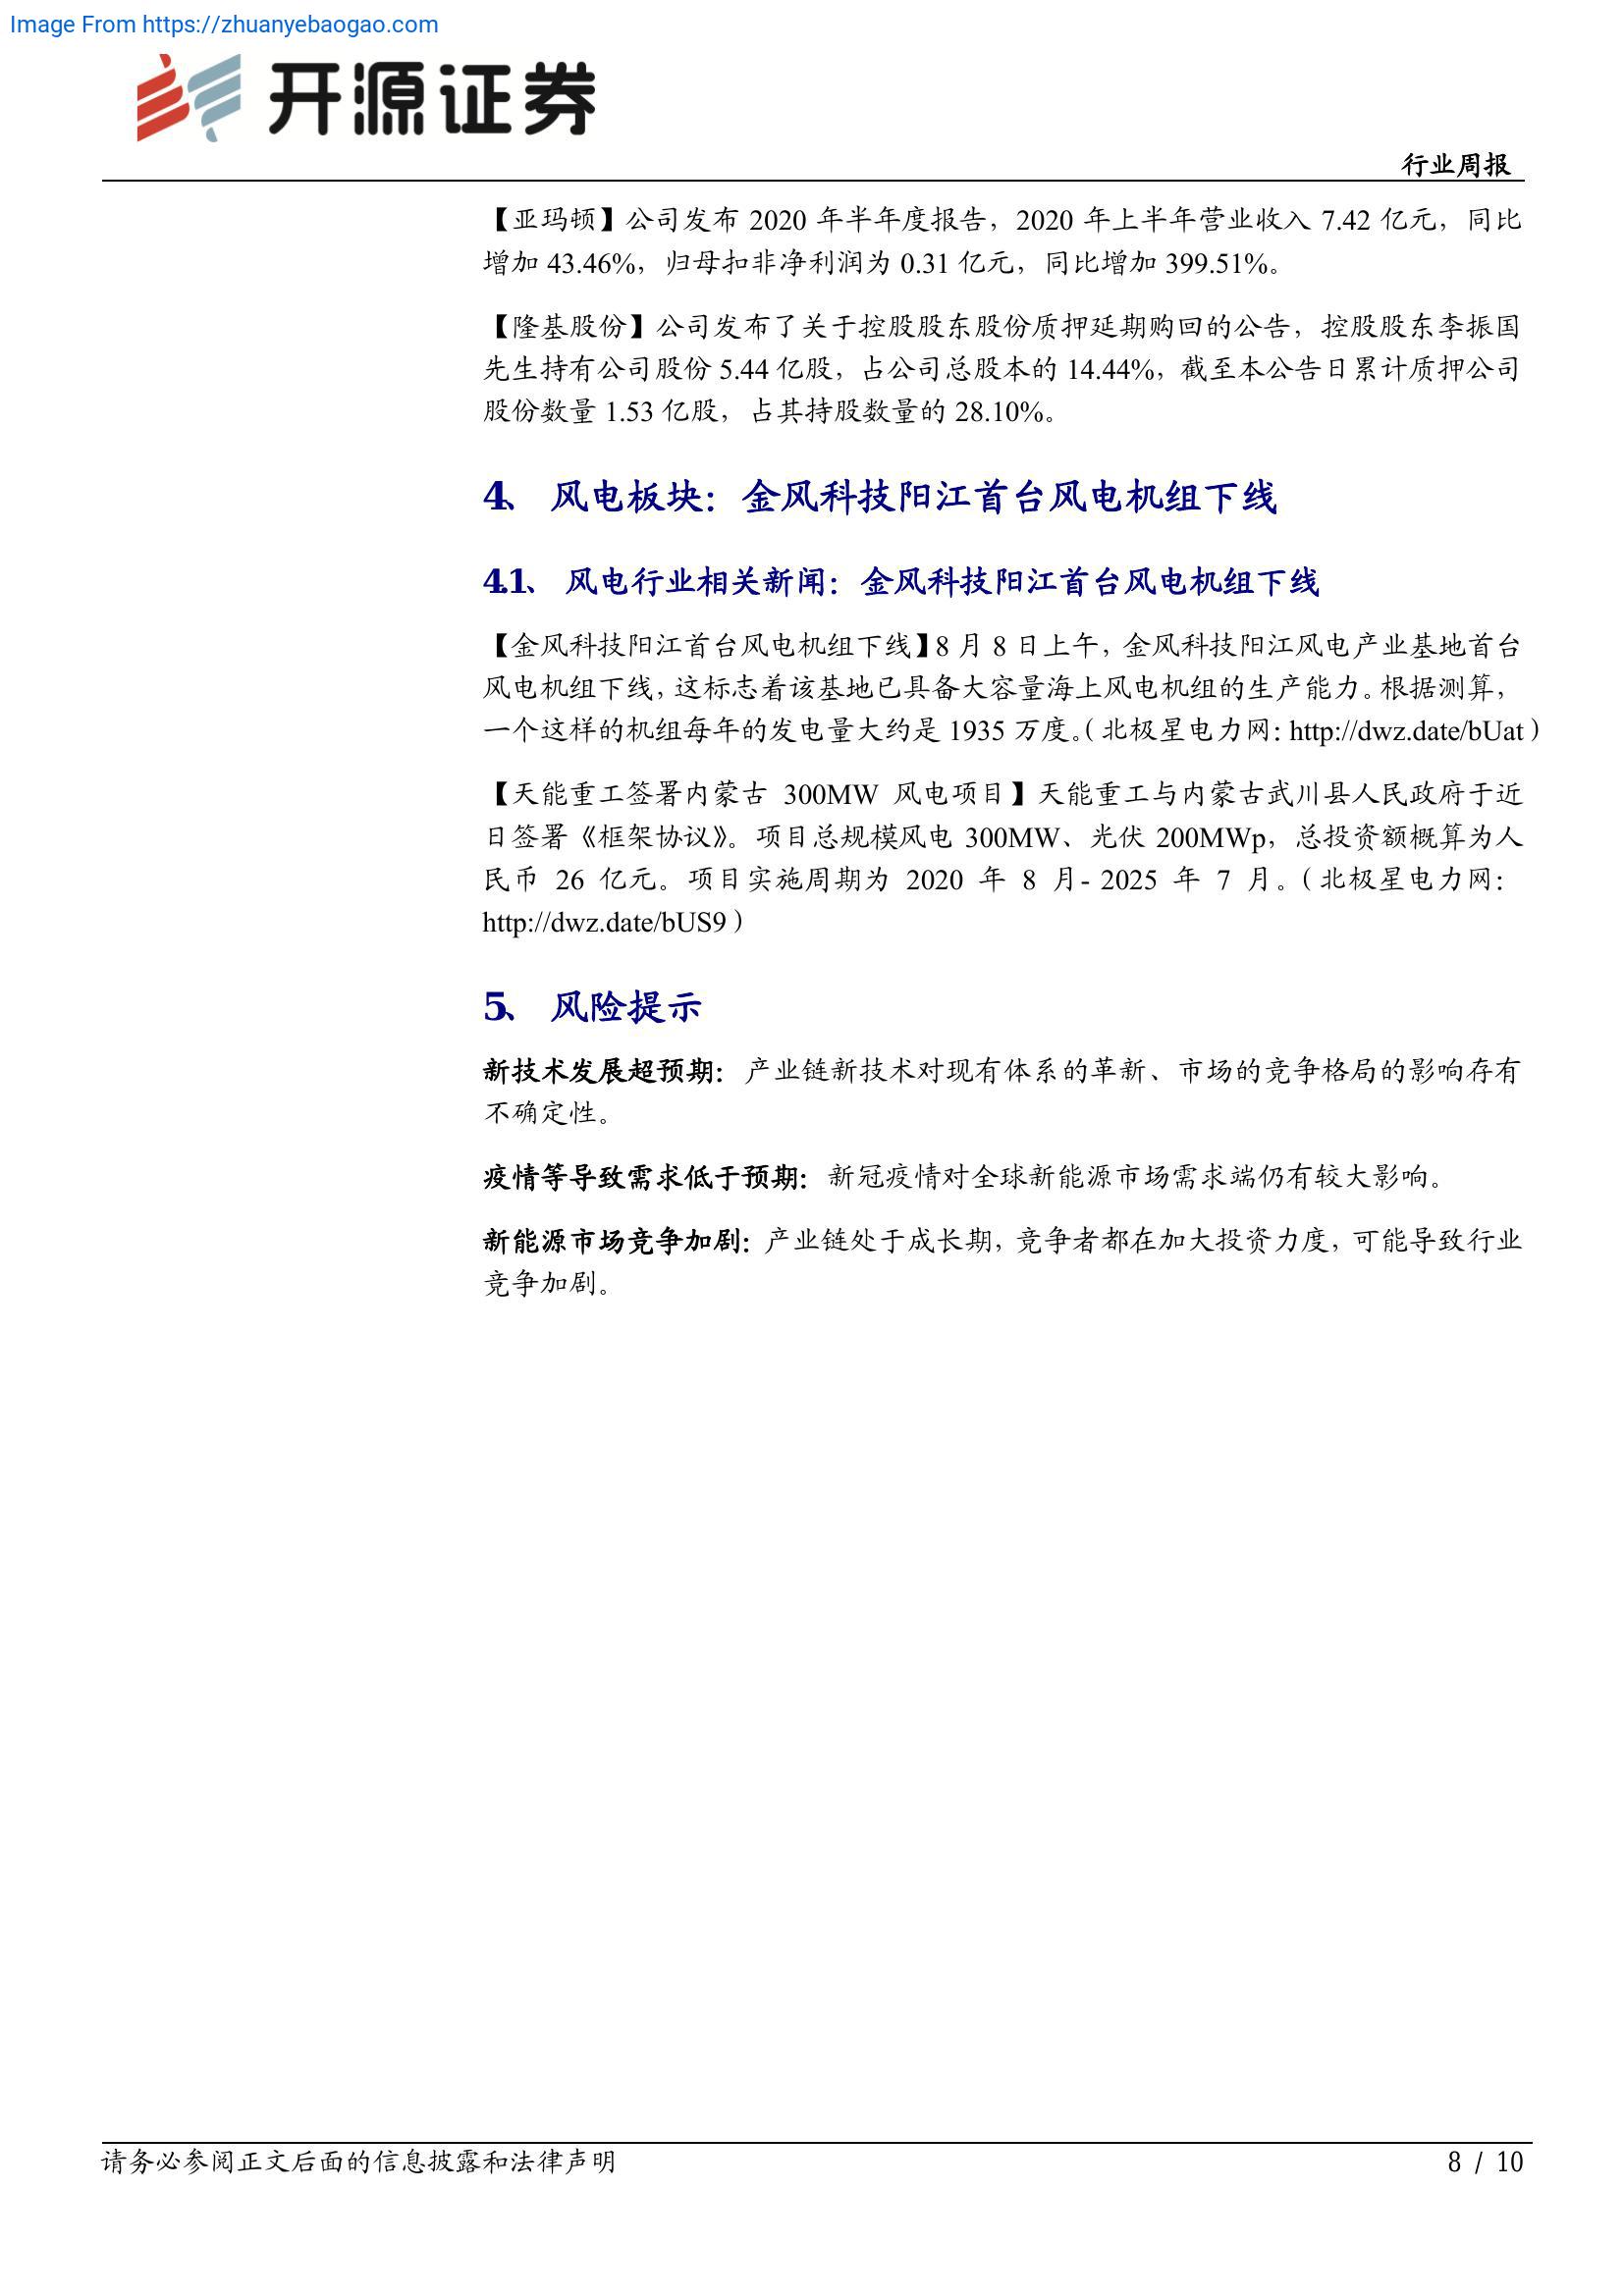 Image From https://zhuanyebaogao.com
开源证券
行业周报
【亚玛顿】公司发布 2020 年半年度报告，2020 年上半年营业收入 7.42 亿元，同比
增加 43.46%，归母扣非净利润为 0.31 亿元，同比增加 399.51%。
【隆基股份】公司发布了关于控股股东股份质押延期购回的公告，控股股东李振国
先生持有公司股份 5.44 亿股，占公司总股本的 14.44%，截至本公告日累计质押公司
股份数量 1.53 亿股，占其持股数量的 28.10%。
4、 风电板块：金风科技阳江首台风电机组下线
4.1、 风电行业相关新闻：金风科技阳江首台风电机组下线
【金风科技阳江首台风电机组下线】8 月 8 日上午，金风科技阳江风电产业基地首台
风电机组下线，这标志着该基地已具备大容量海上风电机组的生产能力。根据测算，
一个这样的机组每年的发电量大约是 1935 万度。（北极星电力网：http://dwz.date/bUat）
【天能重工签署内蒙古 300MW 风电项目】天能重工与内蒙古武川县人民政府于近
日签署《框架协议》。项目总规模风电 300MW、光伏 200MWp，总投资额概算为人
民币 26 亿元。项目实施周期为 2020 年 8 月- 2025 年 7 月。（北极星电力网：
http://dwz.date/bUS9）
5、 风险提示
新技术发展超预期：产业链新技术对现有体系的革新、市场的竞争格局的影响存有
不确定性。
疫情等导致需求低于预期：新冠疫情对全球新能源市场需求端仍有较大影响。
新能源市场竞争加剧：产业链处于成长期，竞争者都在加大投资力度，可能导致行业
竞争加剧。
请务必参阅正文后面的信息披露和法律声明
8 / 10